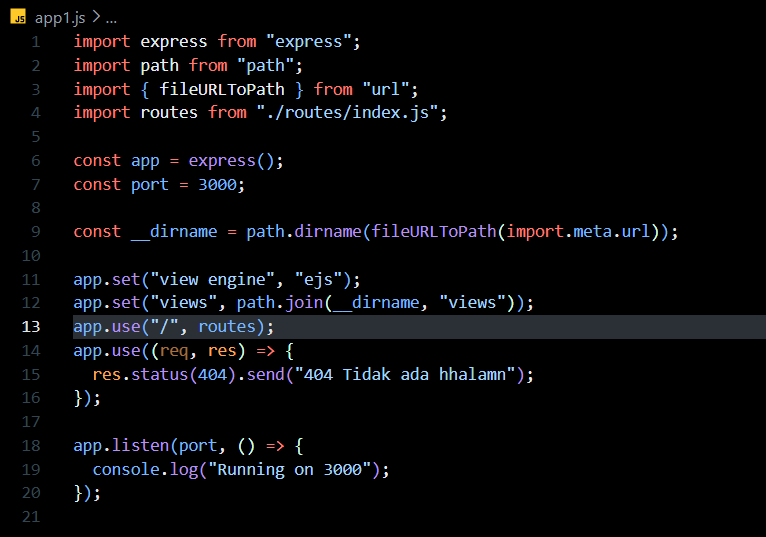 JS app1.js > ...
1 import express from "express";
2 import path from "path";
3 import { fileURLToPath } from "url";
4 import routes from "./routes/index.js";
5
6 const app = express();
7 const port = 3000;
8
9 const __dirname = path.dirname(fileURLToPath(import.meta.url));
10
11 app.set("view engine", "ejs");
12 app.set("views", path.join(__dirname, "views"));
13 app.use("/", routes);
14 app.use((req, res) => {
15   res.status(404).send("404 Tidak ada hhalamn");
16 });
17
18 app.listen(port, () => {
19   console.log("Running on 3000");
20 });
21